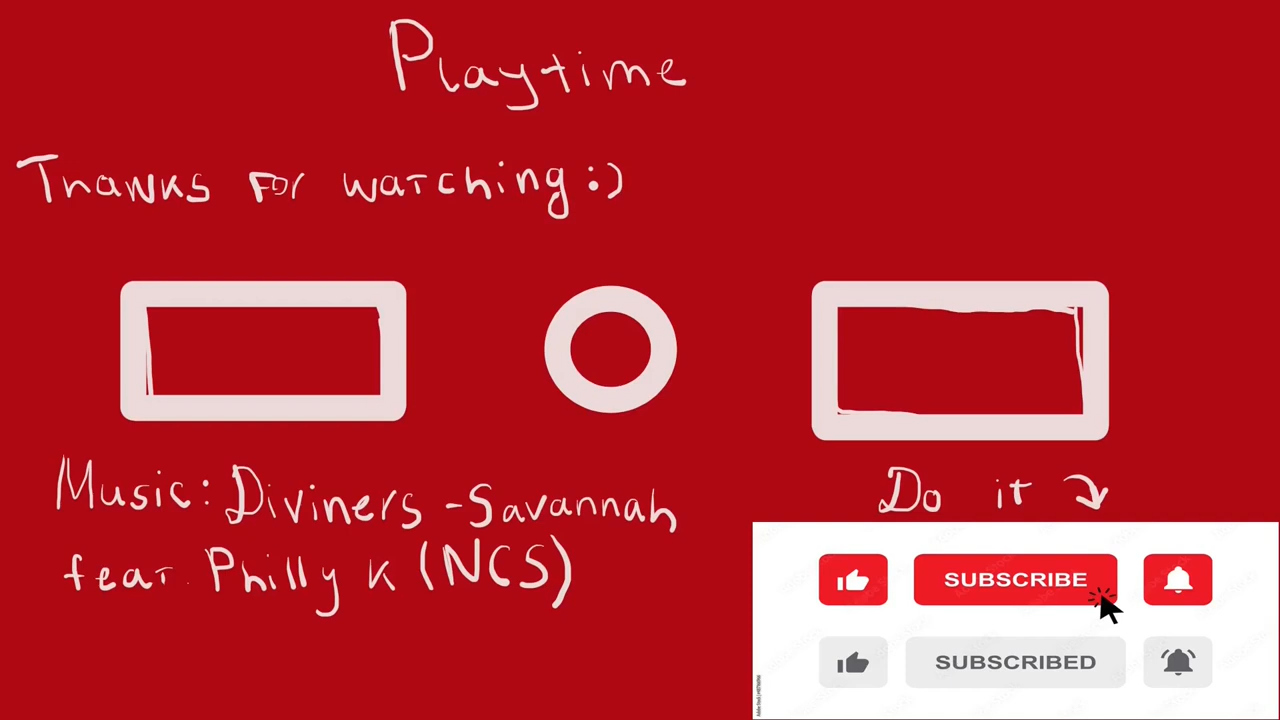 Playtime
Thanks for watching :)
Music: Diviners - Savannah
feat. Philly K (NCS)
Do it
SUBSCRIBE
SUBSCRIBED